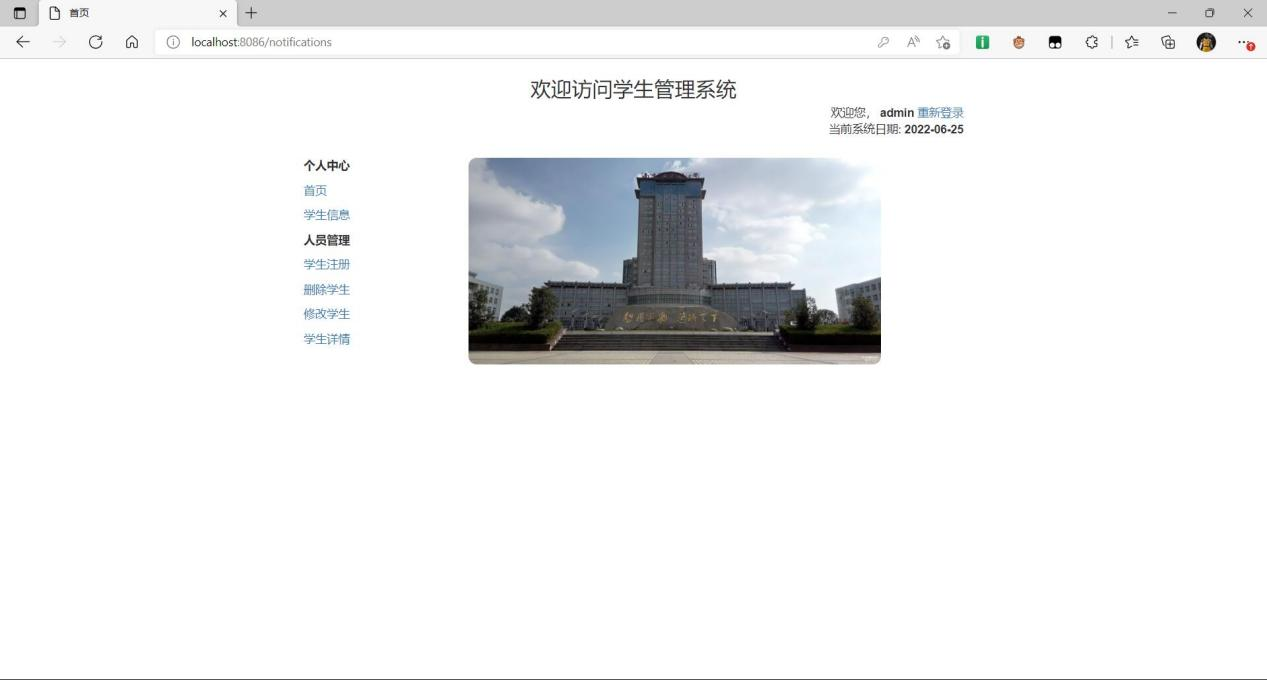 首页
localhost:8086/notifications
欢迎访问学生管理系统
欢迎您， admin 重新登录
当前系统日期: 2022-06-25
个人中心
首页
学生信息
人员管理
学生注册
删除学生
修改学生
学生详情